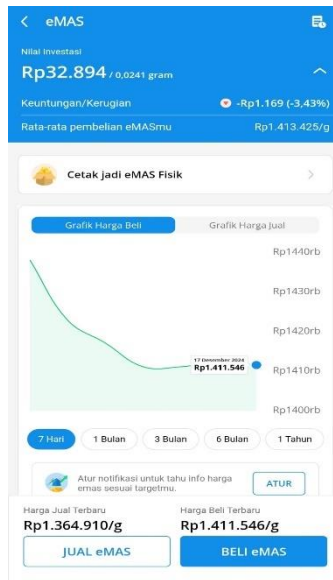 eMAS
Nilai Investasi
Rp32.894 / 0,0241 gram
Keuntungan/Kerugian -Rp1.169 (-3,43%)
Rata-rata pembelian eMASmu Rp1.413.425/g
Cetak jadi eMAS Fisik
Grafik Harga Beli Grafik Harga Jual
Rp1440rb
Rp1430rb
Rp1420rb
17 Desember 2024
Rp1.411.546
Rp1410rb
Rp1400rb
7 Hari 1 Bulan 3 Bulan 6 Bulan 1 Tahun
Atur notifikasi untuk tahu info harga
emas sesuai targetmu.
ATUR
Harga Jual Terbaru Harga Beli Terbaru
Rp1.364.910/g Rp1.411.546/g
JUAL eMAS BELI eMAS